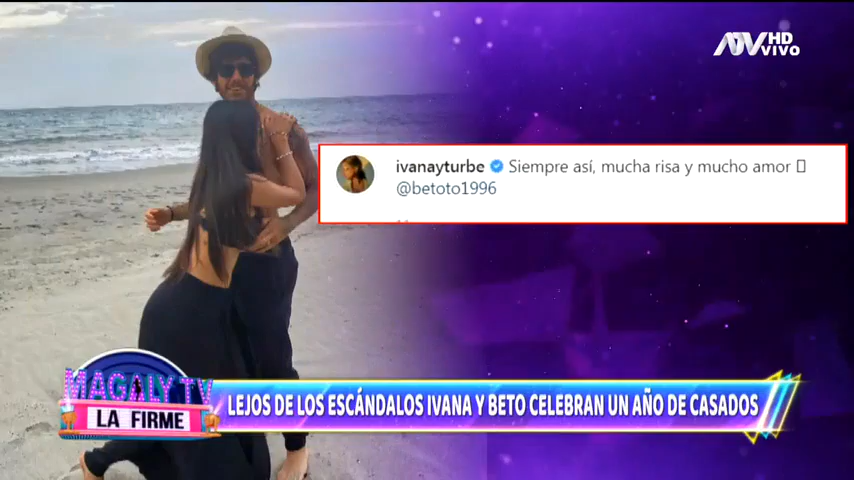 ATV HD
VIVO
ivanayturbe Siempre así, mucha risa y mucho amor
@betoto1996
MAGALY TV
LA FIRME
LEJOS DE LOS ESCÁNDALOS IVANA Y BETO CELEBRAN UN AÑO DE CASADOS